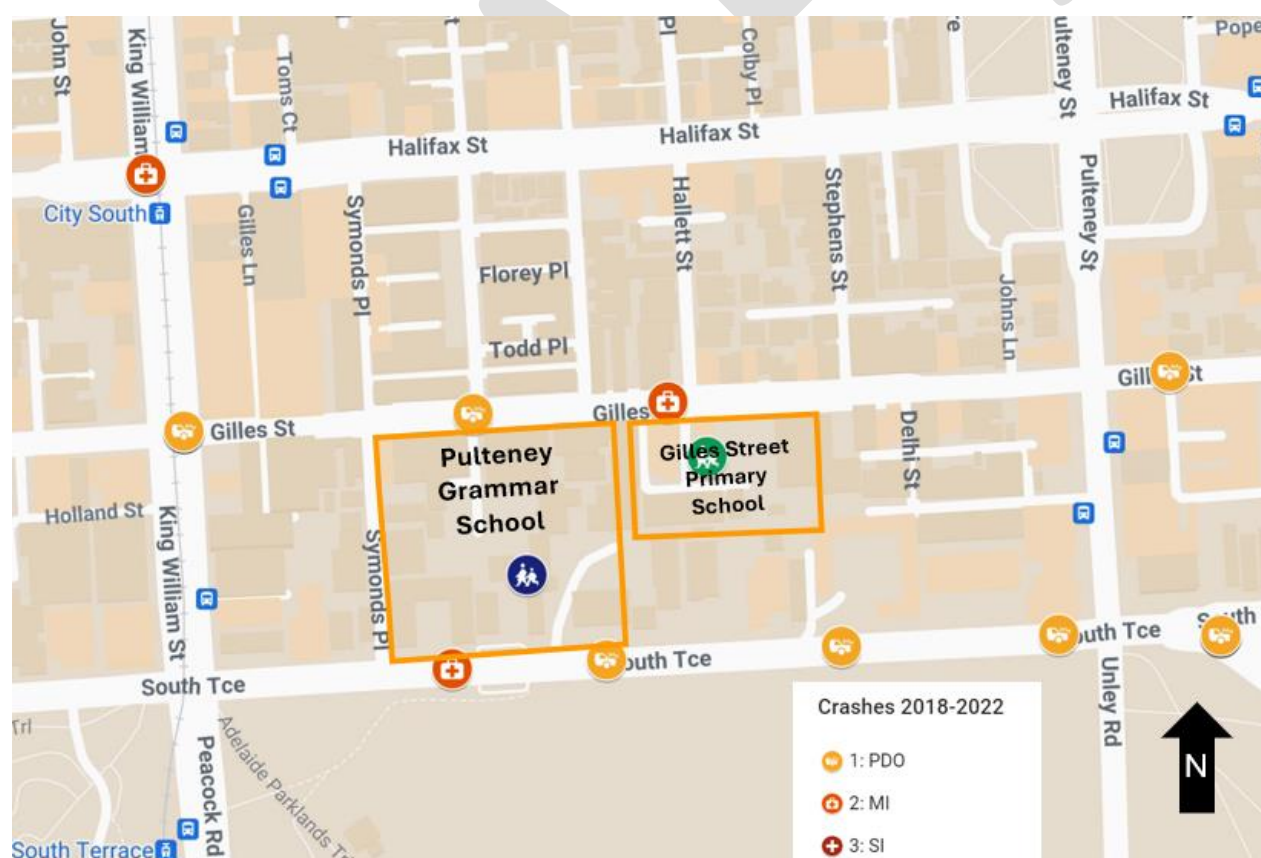 John St
King William
Toms Ct
Pl
Colby Pl
ulteney St
Pope
Halifax St
Halifax St
Halifax St
City South
Gilles Ln
Symonds Pl
Hallett St
Stephens St
Pulteney St
Florey Pl
Johns Ln
Todd Pl
Gilles St
Gilles
Gill St
Pulteney
Grammar
School
Gilles Street
Primary
School
Delhi St
Holland St
King William St
Symonds Pl
South Tce
outh Tce
outh Tce
South
Unley Rd
Trl
Peacock Rd
Adelaide Parklands Tr
South Terrace
Crashes 2018-2022
1: PDO
2: MI
3: SI
N